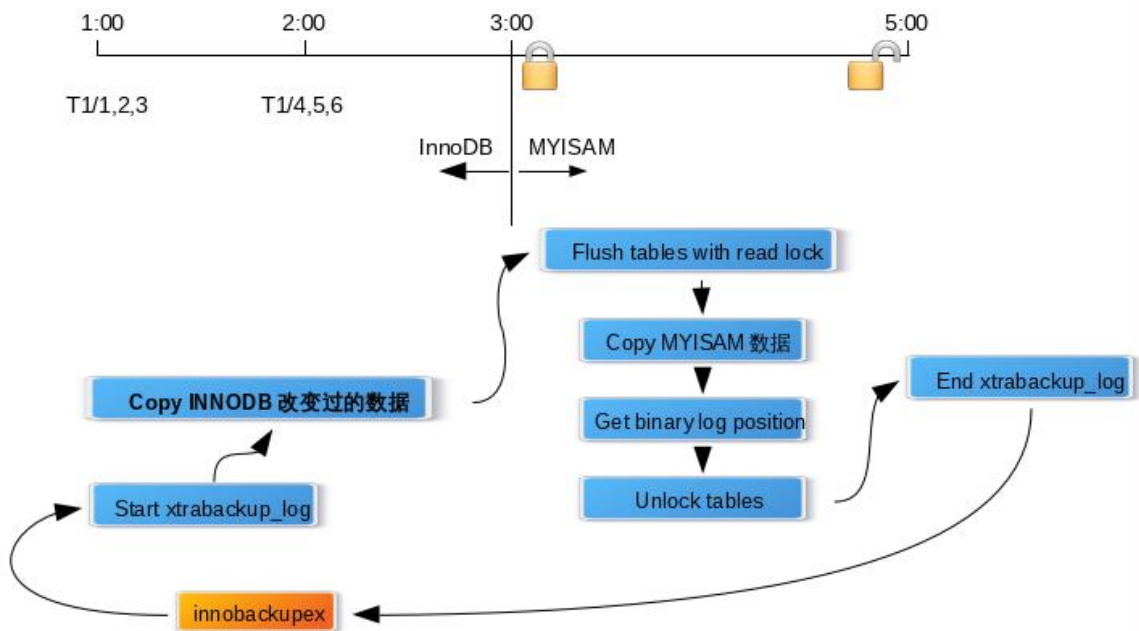 1:00
2:00
3:00
5:00
T1/1,2,3
T1/4,5,6
InnoDB
MYISAM
Flush tables with read lock
Copy MYISAM 数据
Copy INNODB 改变过的数据
End xtrabackup_log
Get binary log position
Start xtrabackup_log
Unlock tables
innobackupex